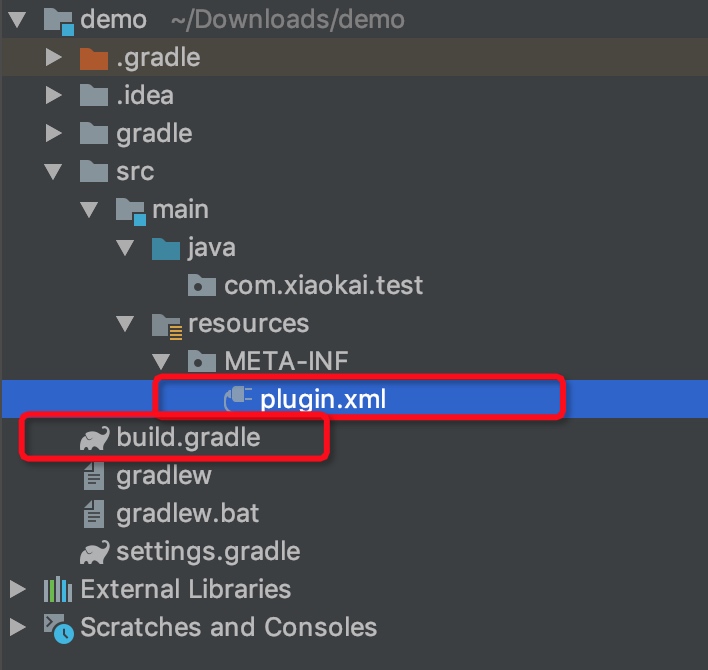 demo ~/Downloads/demo
.gradle
.idea
gradle
src
main
java
com.xiaokai.test
resources
META-INF
plugin.xml
build.gradle
gradlew
gradlew.bat
settings.gradle
External Libraries
Scratches and Consoles